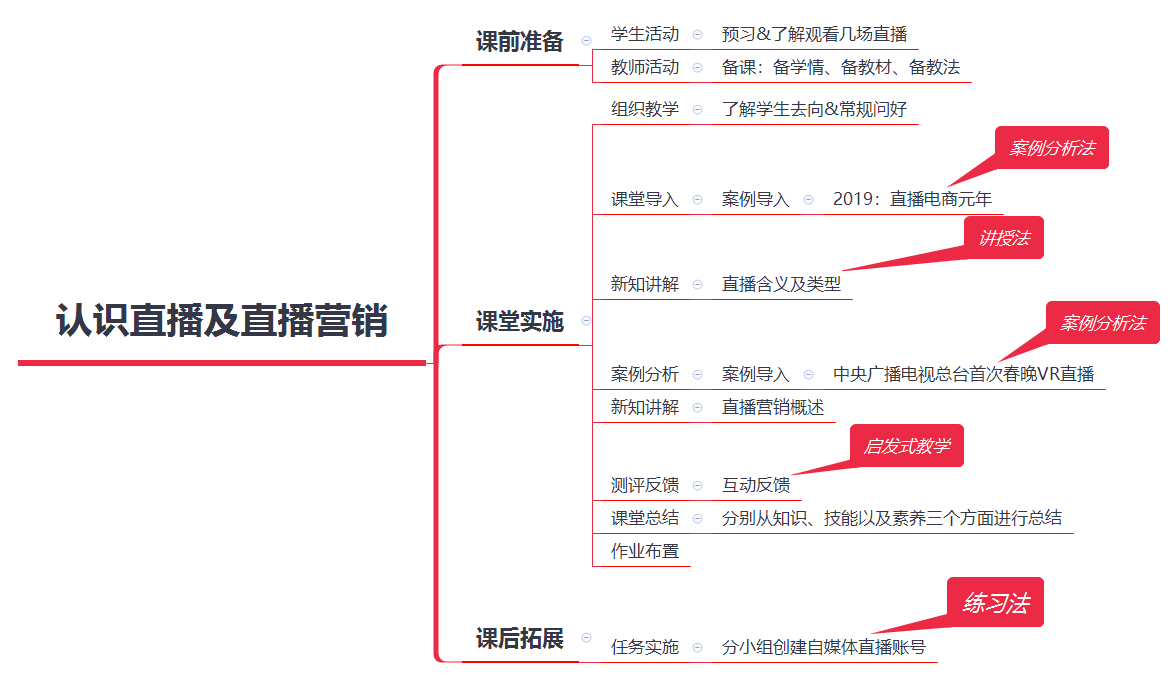 课前准备
学生活动 预习&了解观看几场直播
教师活动 备课：备学情、备教材、备教法
组织教学 了解学生去向&常规问好
案例分析法
课堂导入 案例导入 2019：直播电商元年
讲授法
新知讲解 直播含义及类型
认识直播及直播营销
课堂实施
案例分析法
案例分析 案例导入 中央广播电视总台首次春晚VR直播
新知讲解 直播营销概述
启发式教学
测评反馈 互动反馈
课堂总结 分别从知识、技能以及素养三个方面进行总结
作业布置
练习法
课后拓展
任务实施 分小组创建自媒体直播账号